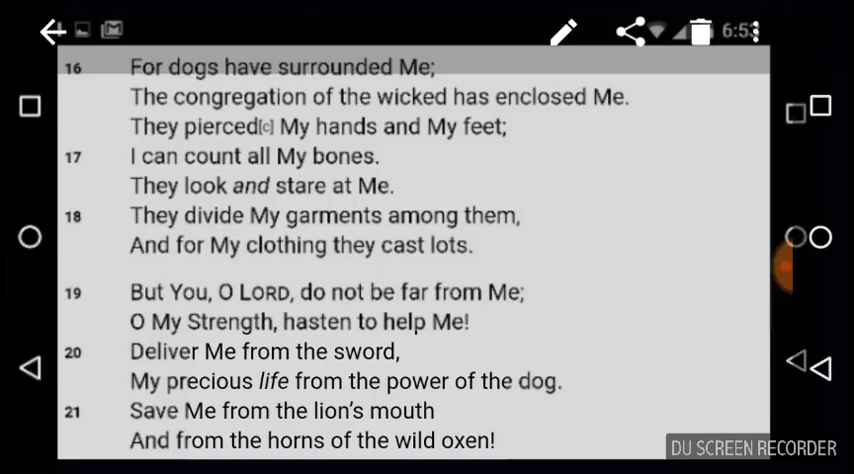 6:53
16 For dogs have surrounded Me;
The congregation of the wicked has enclosed Me.
They pierced[c] My hands and My feet;
17 I can count all My bones.
They look and stare at Me.
18 They divide My garments among them,
And for My clothing they cast lots.
19 But You, O LORD, do not be far from Me;
O My Strength, hasten to help Me!
20 Deliver Me from the sword,
My precious life from the power of the dog.
21 Save Me from the lion’s mouth
And from the horns of the wild oxen!
DU SCREEN RECORDER